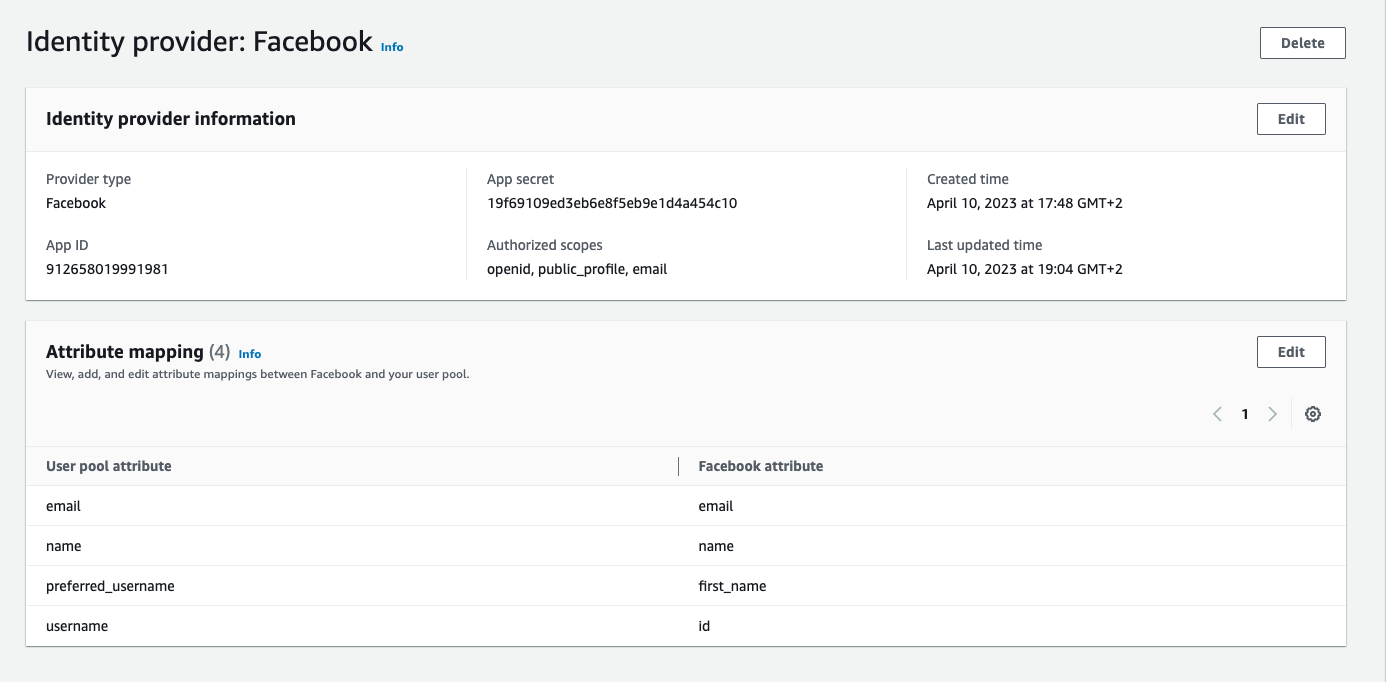 Identity provider: Facebook Info
Delete
Identity provider information
Edit
Provider type
Facebook
App ID
912658019991981
App secret
19f69109ed3eb6e8f5eb9e1d4a454c10
Authorized scopes
openid, public_profile, email
Created time
April 10, 2023 at 17:48 GMT+2
Last updated time
April 10, 2023 at 19:04 GMT+2
Attribute mapping (4) Info
Edit
View, add, and edit attribute mappings between Facebook and your user pool.
1
User pool attribute Facebook attribute
email email
name name
preferred_username first_name
username id